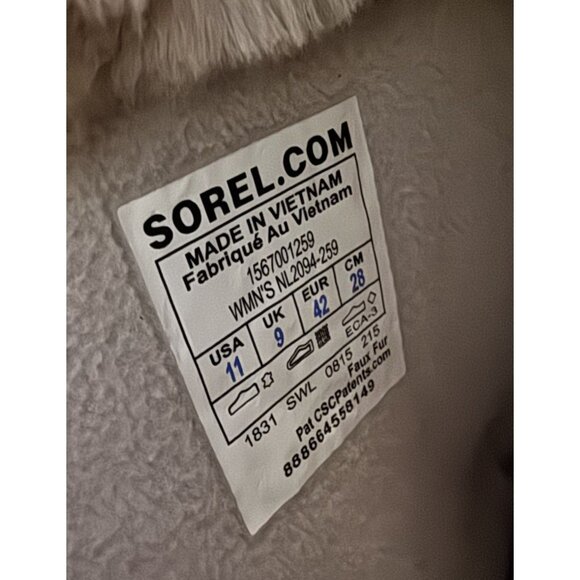 SOREL.COM
MADE IN VIETNAM
Fabriqué Au Vietnam
1567001259
WMN'S NL2094-259
USA UK EUR CM
11 9 42 28
ECA-3
1831 SWL 0815 215
Faux Fur
Pat CSCPatents.com
888664558149